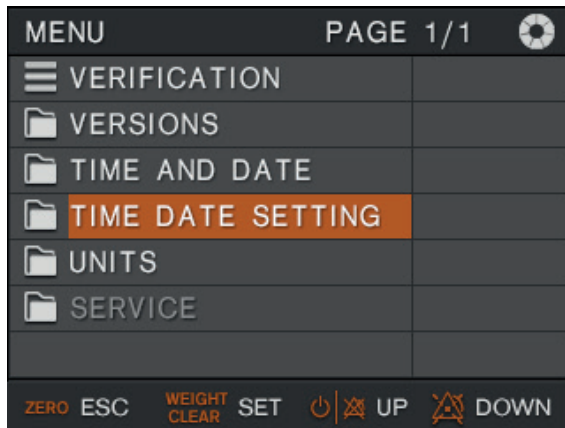 MENU PAGE 1/1
VERIFICATION
VERSIONS
TIME AND DATE
TIME DATE SETTING
UNITS
SERVICE
ZERO ESC WEIGHT CLEAR SET UP DOWN